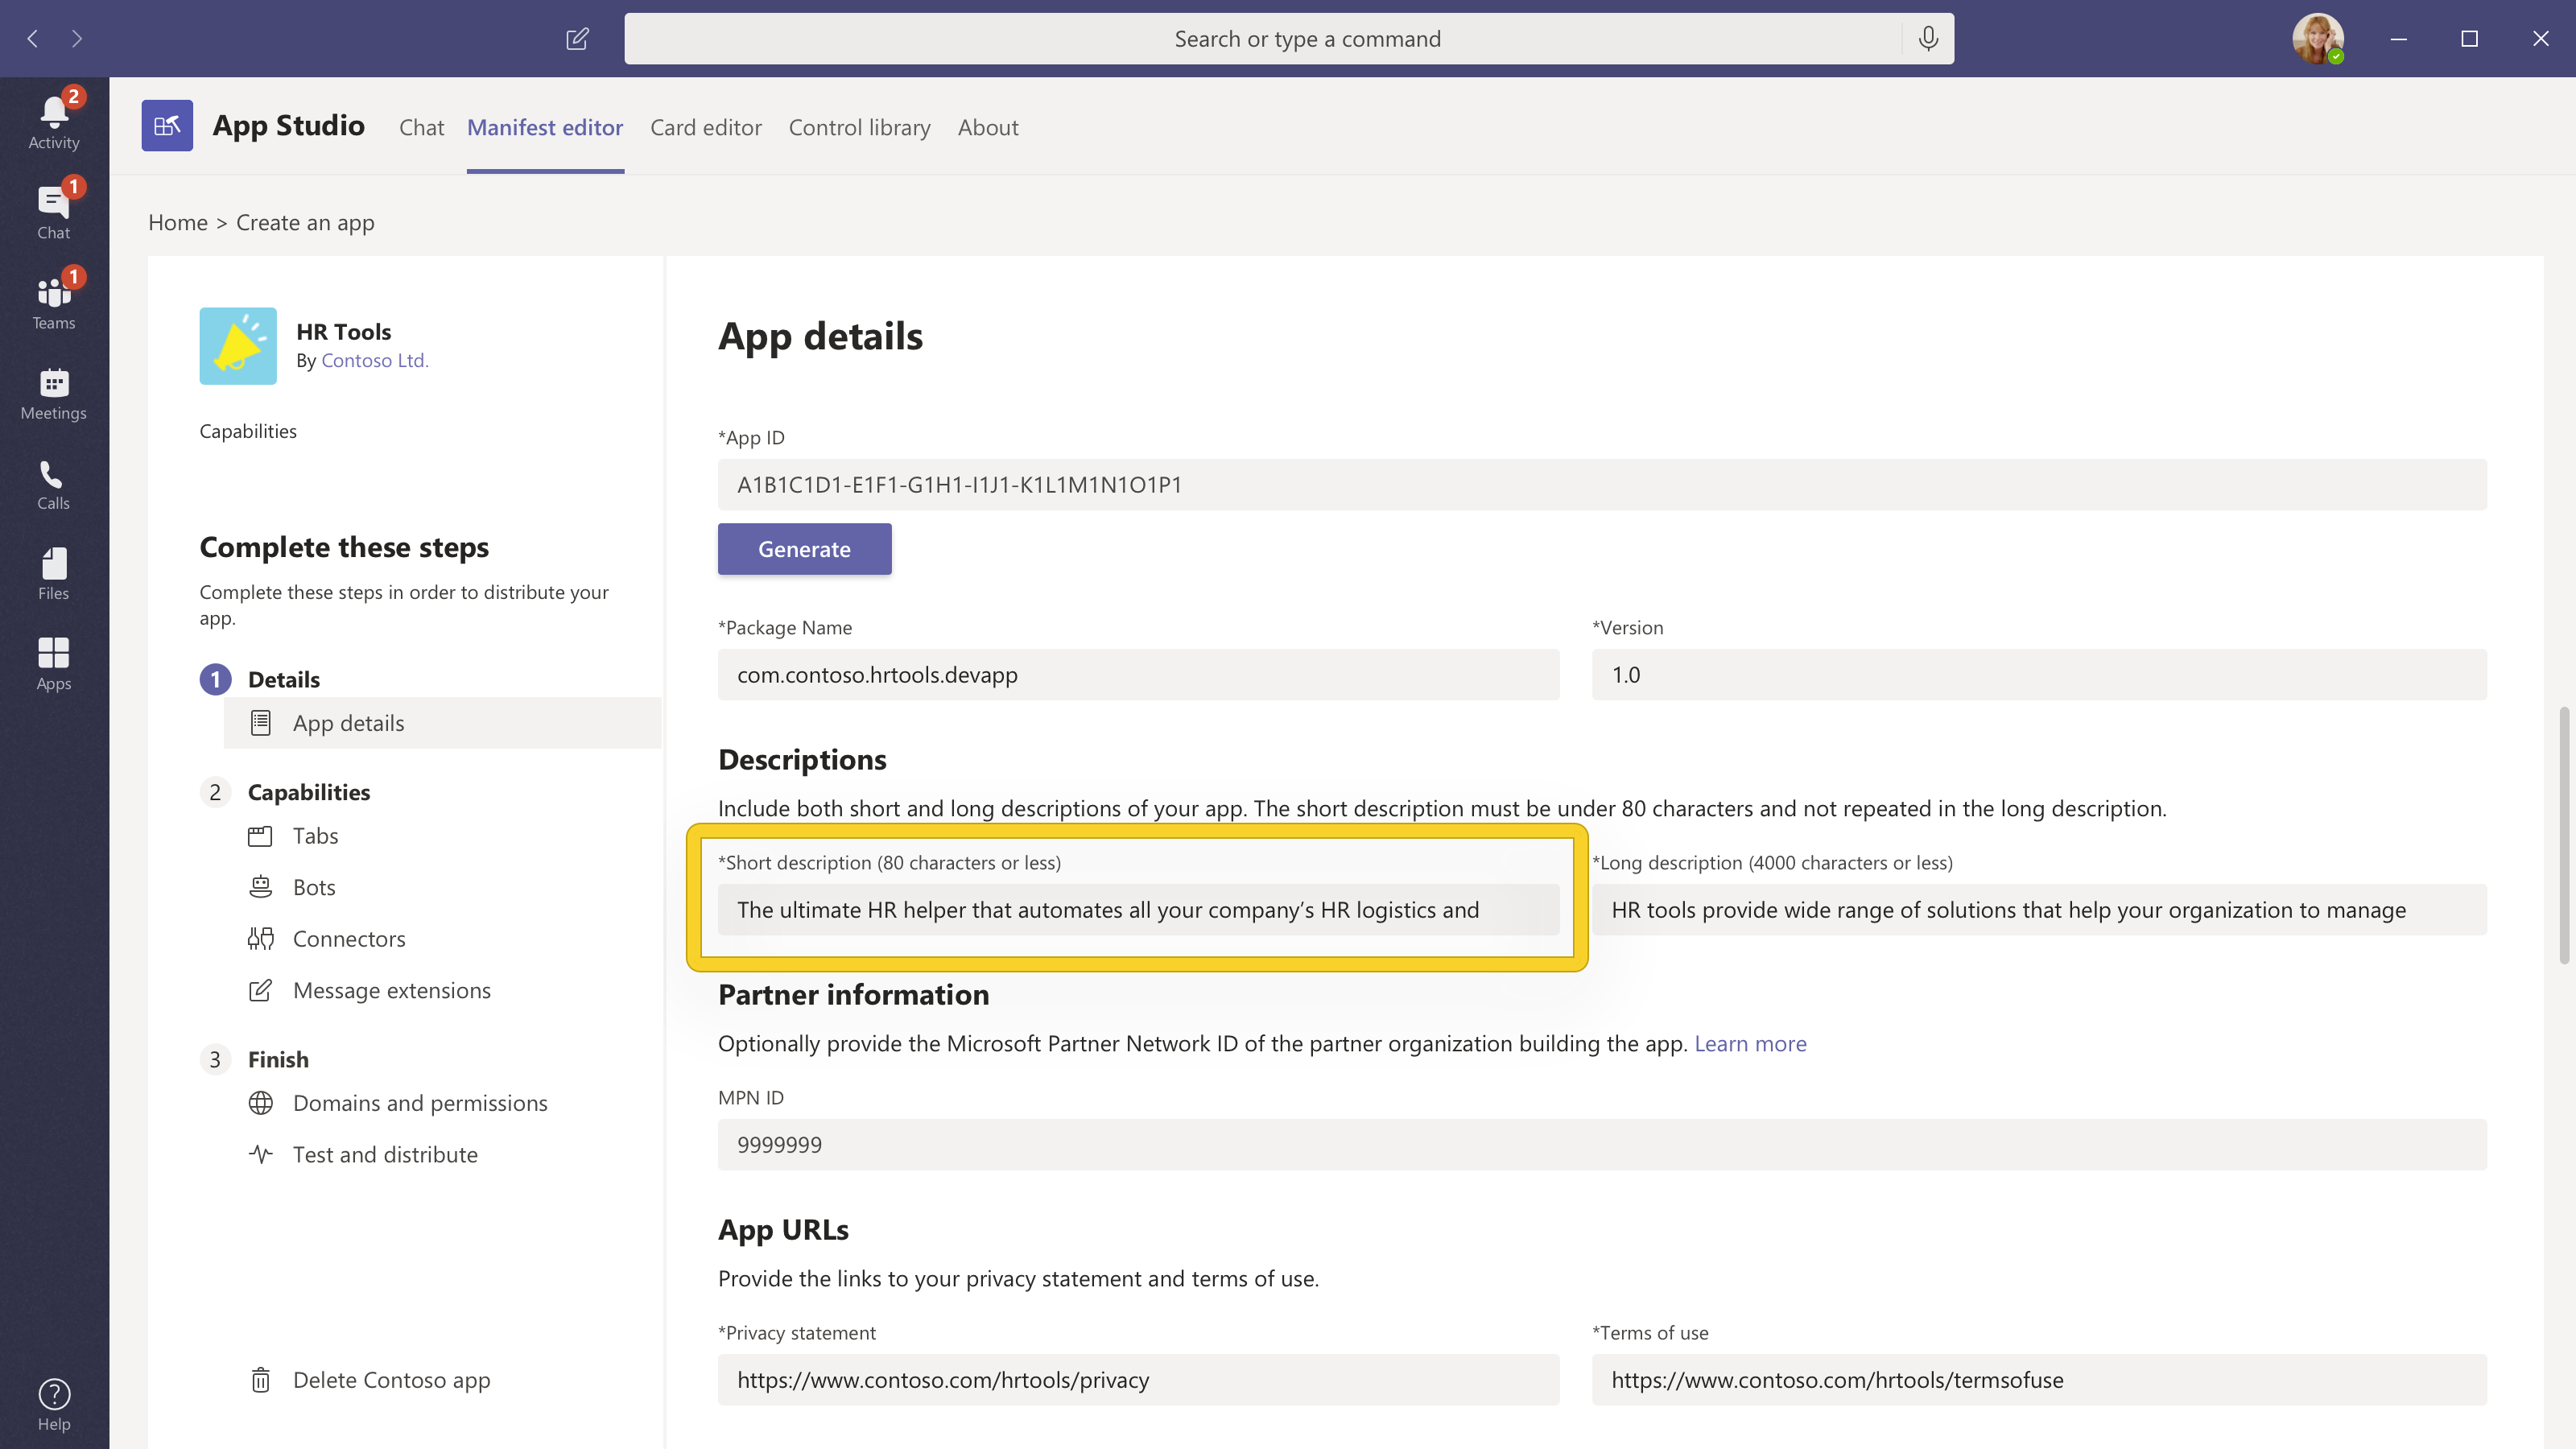 Search or type a command
2
Activity
1
Chat
1
Teams
Meetings
Calls
Files
Apps
Help
App Studio Chat Manifest editor Card editor Control library About
Home > Create an app
HR Tools
By Contoso Ltd.
Capabilities
Complete these steps
Complete these steps in order to distribute your
app.
1 Details
App details
2 Capabilities
Tabs
Bots
Connectors
Message extensions
3 Finish
Domains and permissions
Test and distribute
Delete Contoso app
App details
*App ID
A1B1C1D1-E1F1-G1H1-I1J1-K1L1M1N1O1P1
Generate
*Package Name
com.contoso.hrtools.devapp
*Version
1.0
Descriptions
Include both short and long descriptions of your app. The short description must be under 80 characters and not repeated in the long description.
*Short description (80 characters or less)
The ultimate HR helper that automates all your company’s HR logistics and
*Long description (4000 characters or less)
HR tools provide wide range of solutions that help your organization to manage
Partner information
Optionally provide the Microsoft Partner Network ID of the partner organization building the app. Learn more
MPN ID
9999999
App URLs
Provide the links to your privacy statement and terms of use.
*Privacy statement
https://www.contoso.com/hrtools/privacy
*Terms of use
https://www.contoso.com/hrtools/termsofuse